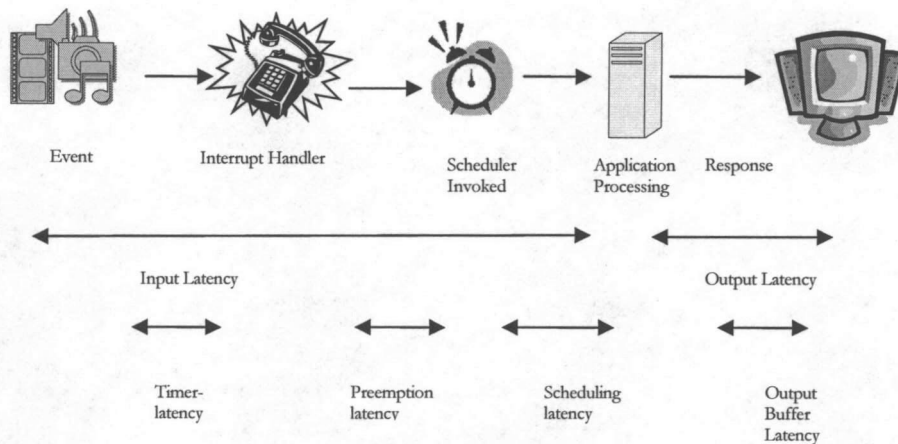 Event
Interrupt Handler
Scheduler
Invoked
Application
Processing
Response
Input Latency
Output Latency
Timer-
latency
Preemption
latency
Scheduling
latency
Output
Buffer
Latency